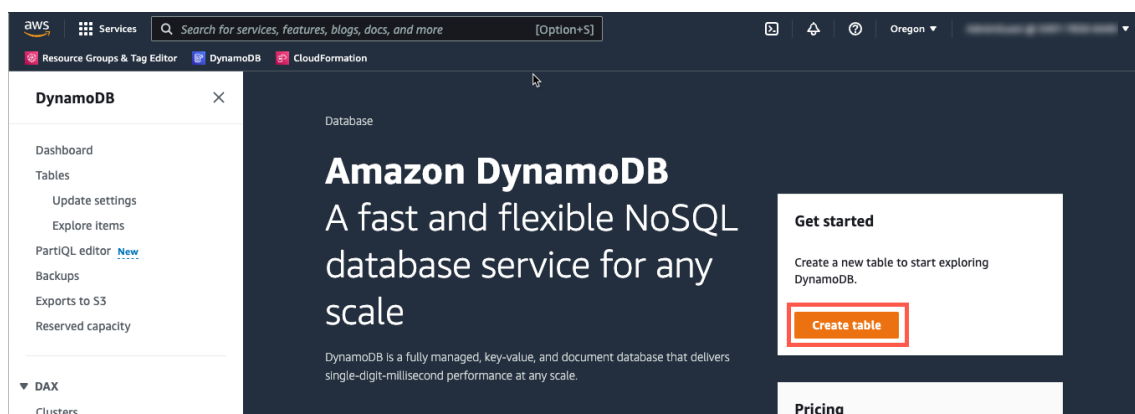 aws Services Search for services, features, blogs, docs, and more [Option+S] Oregon
Resource Groups & Tag Editor DynamoDB CloudFormation
DynamoDB
Dashboard
Tables
Update settings
Explore items
PartiQL editor New
Backups
Exports to S3
Reserved capacity
DAX
Clusters
Database
Amazon DynamoDB
A fast and flexible NoSQL
database service for any
scale
DynamoDB is a fully managed, key-value, and document database that delivers
single-digit-millisecond performance at any scale.
Get started
Create a new table to start exploring
DynamoDB.
Create table
Pricing